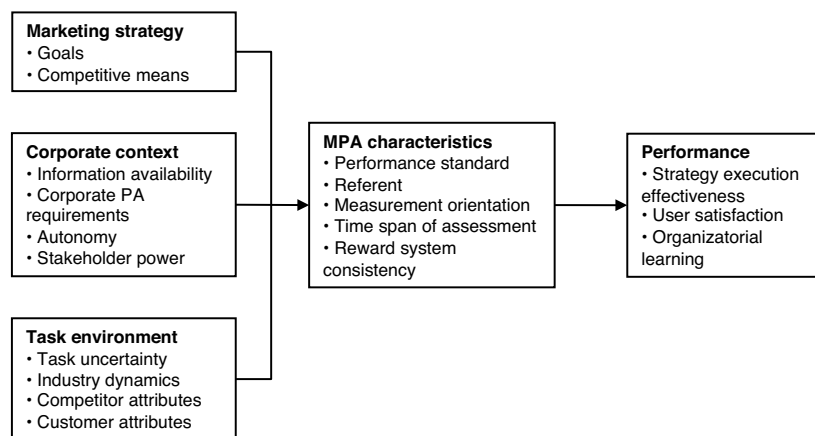 Marketing strategy
• Goals
• Competitive means
Corporate context
• Information availability
• Corporate PA
requirements
• Autonomy
• Stakeholder power
Task environment
• Task uncertainty
• Industry dynamics
• Competitor attributes
• Customer attributes
MPA characteristics
• Performance standard
• Referent
• Measurement orientation
• Time span of assessment
• Reward system
consistency
Performance
• Strategy execution
effectiveness
• User satisfaction
• Organizatorial
learning